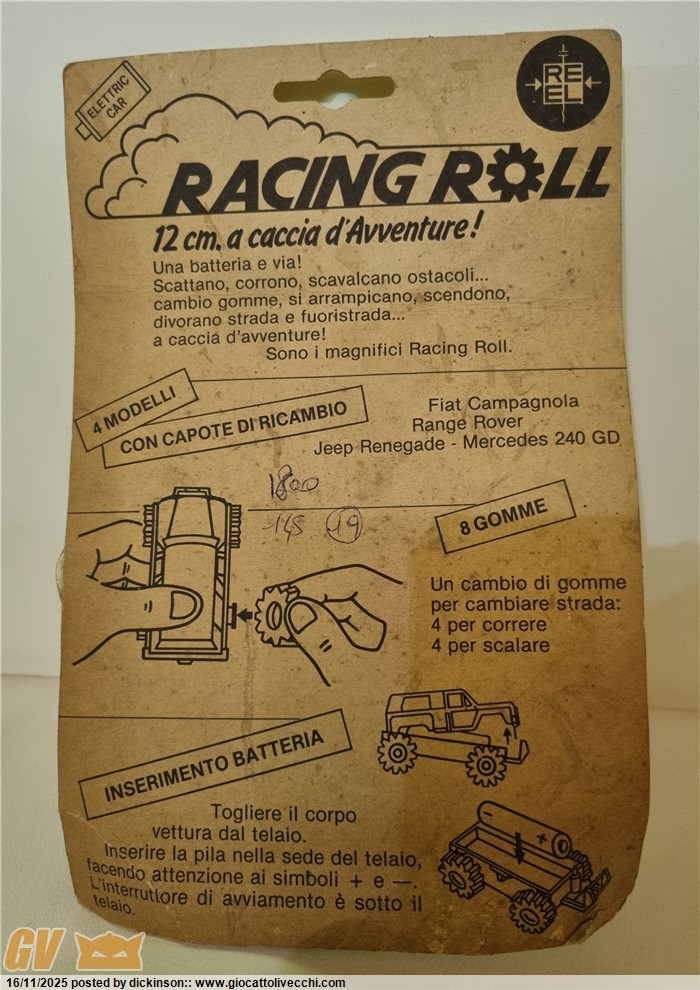 ELETTRIC
CAR
RE
EL
RACING ROLL
12 cm. a caccia d'Avventure!
Una batteria e via!
Scattano, corrono, scavalcano ostacoli...
cambio gomme, si arrampicano, scendono,
divorano strada e fuoristrada...
a caccia d'avventure!
Sono i magnifici Racing Roll.
4 MODELLI
CON CAPOTE DI RICAMBIO
Fiat Campagnola
Range Rover
Jeep Renegade - Mercedes 240 GD
1800
19
8 GOMME
Un cambio di gomme
per cambiare strada:
4 per correre
4 per scalare
INSERIMENTO BATTERIA
Togliere il corpo
vettura dal telaio.
Inserire la pila nella sede del telaio,
facendo attenzione ai simboli + e —.
L'interruttore di avviamento è sotto il
telaio.
- +
GV
16/11/2025 posted by dickinson:: www.giocattolivecchi.com